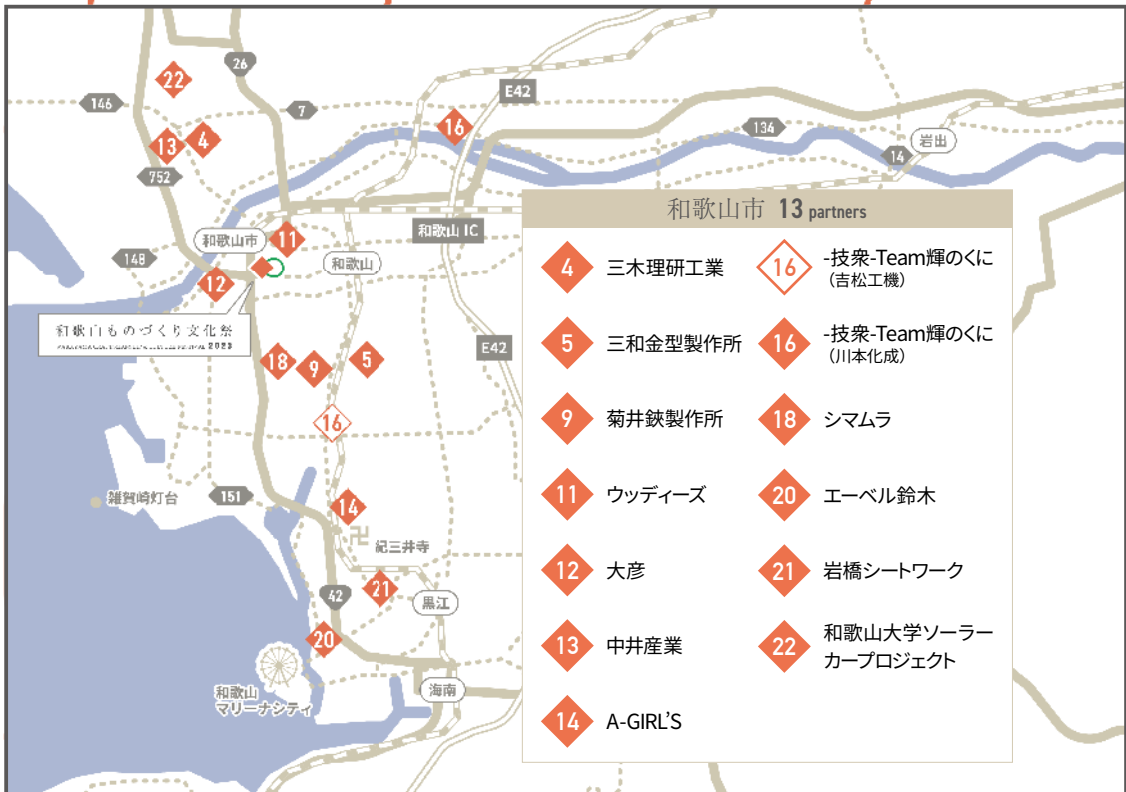 26
22
146
7
E42
16
134
13
4
岩出
14
752
和歌山市
11
和歌山 IC
148
和歌山
12
和歌山ものづくり文化祭
2023
E42
18
9
5
16
雑賀崎灯台
151
14
紀三井寺
21
42
黒江
20
和歌山
マリーナシティ
海南
和歌山市 13 partners
4 三木理研工業
5 三和金型製作所
9 菊井鋏製作所
11 ウッディーズ
12 大彦
13 中井産業
14 A-GIRL'S
16 -技衆-Team輝のくに
(吉松工機)
16 -技衆-Team輝のくに
(川本化成)
18 シマムラ
20 エーベル鈴木
21 岩橋シートワーク
22 和歌山大学ソーラー
カープロジェクト